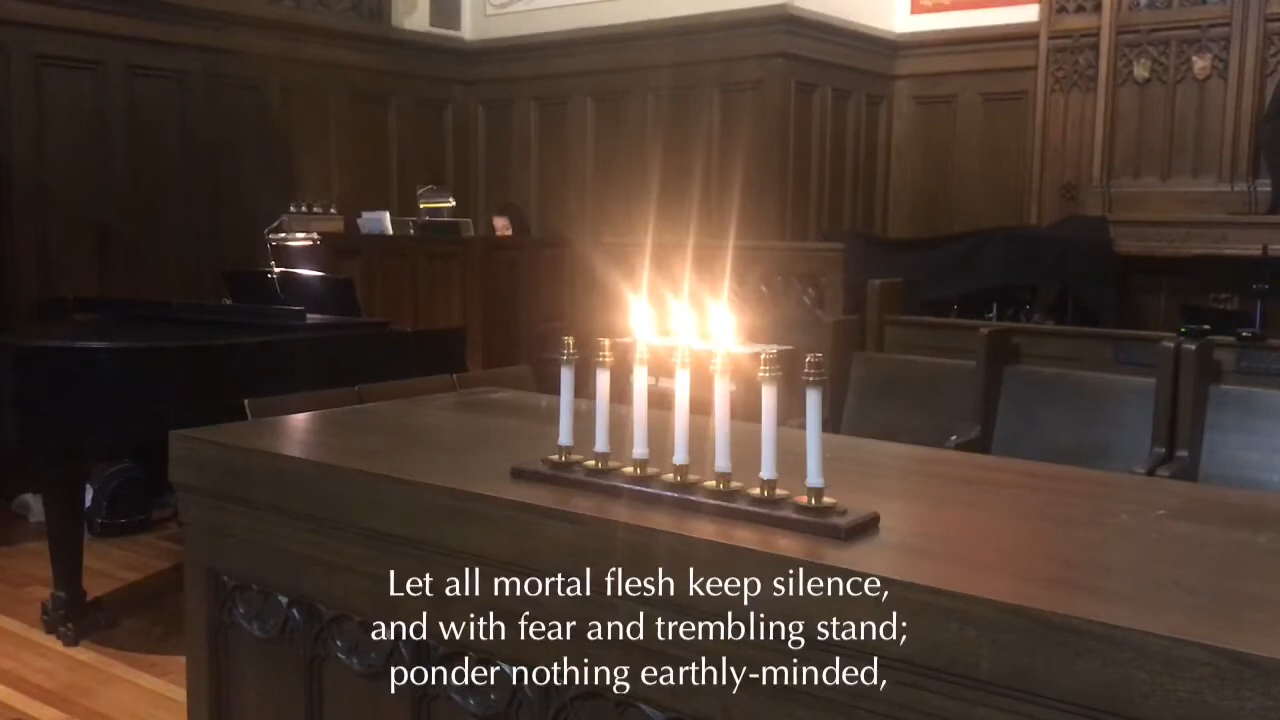 Let all mortal flesh keep silence,
and with fear and trembling stand;
ponder nothing earthly-minded,